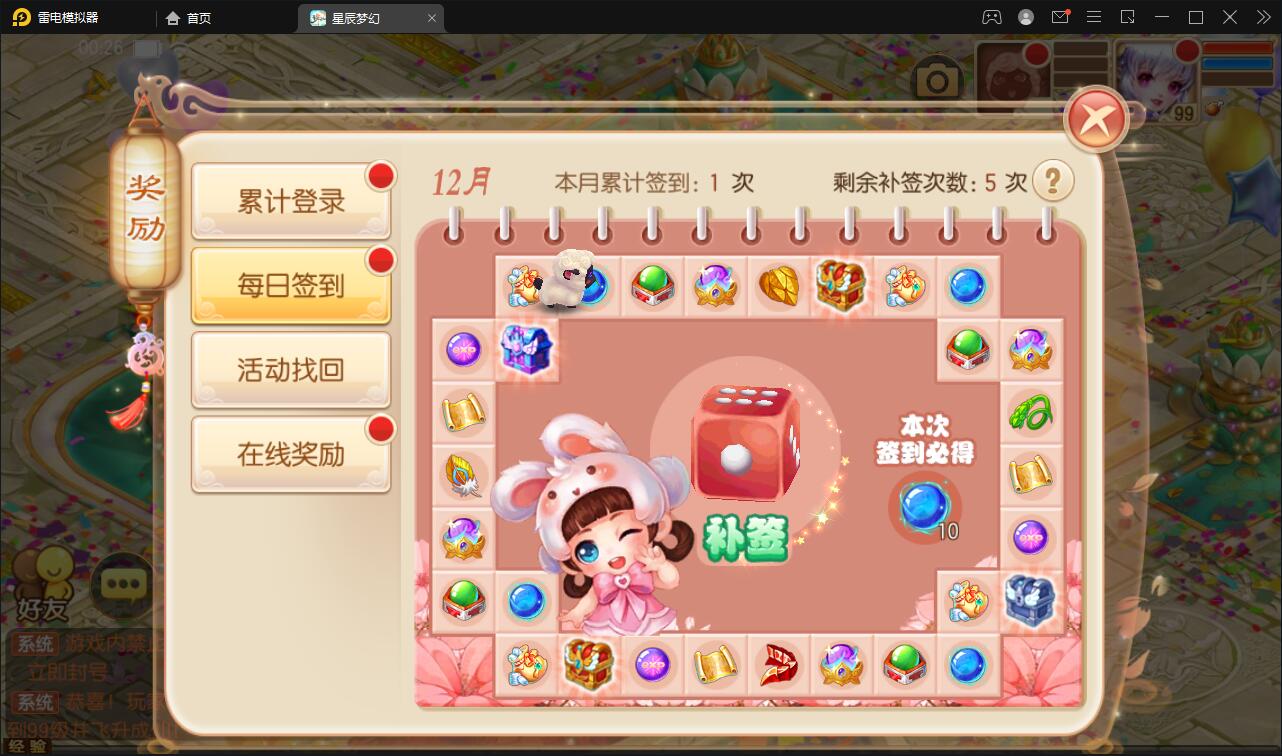 雷电模拟器
首页
星辰梦幻
00:26
99
奖励
累计登录
每日签到
活动找回
在线奖励
12月
本月累计签到: 1 次
剩余补签次数: 5 次
?
exp
本次
签到必得
10
补签
exp
exp
好友
系统 游戏内禁止
立即封号
系统 恭喜！玩家
到99级并飞升成仙
经验